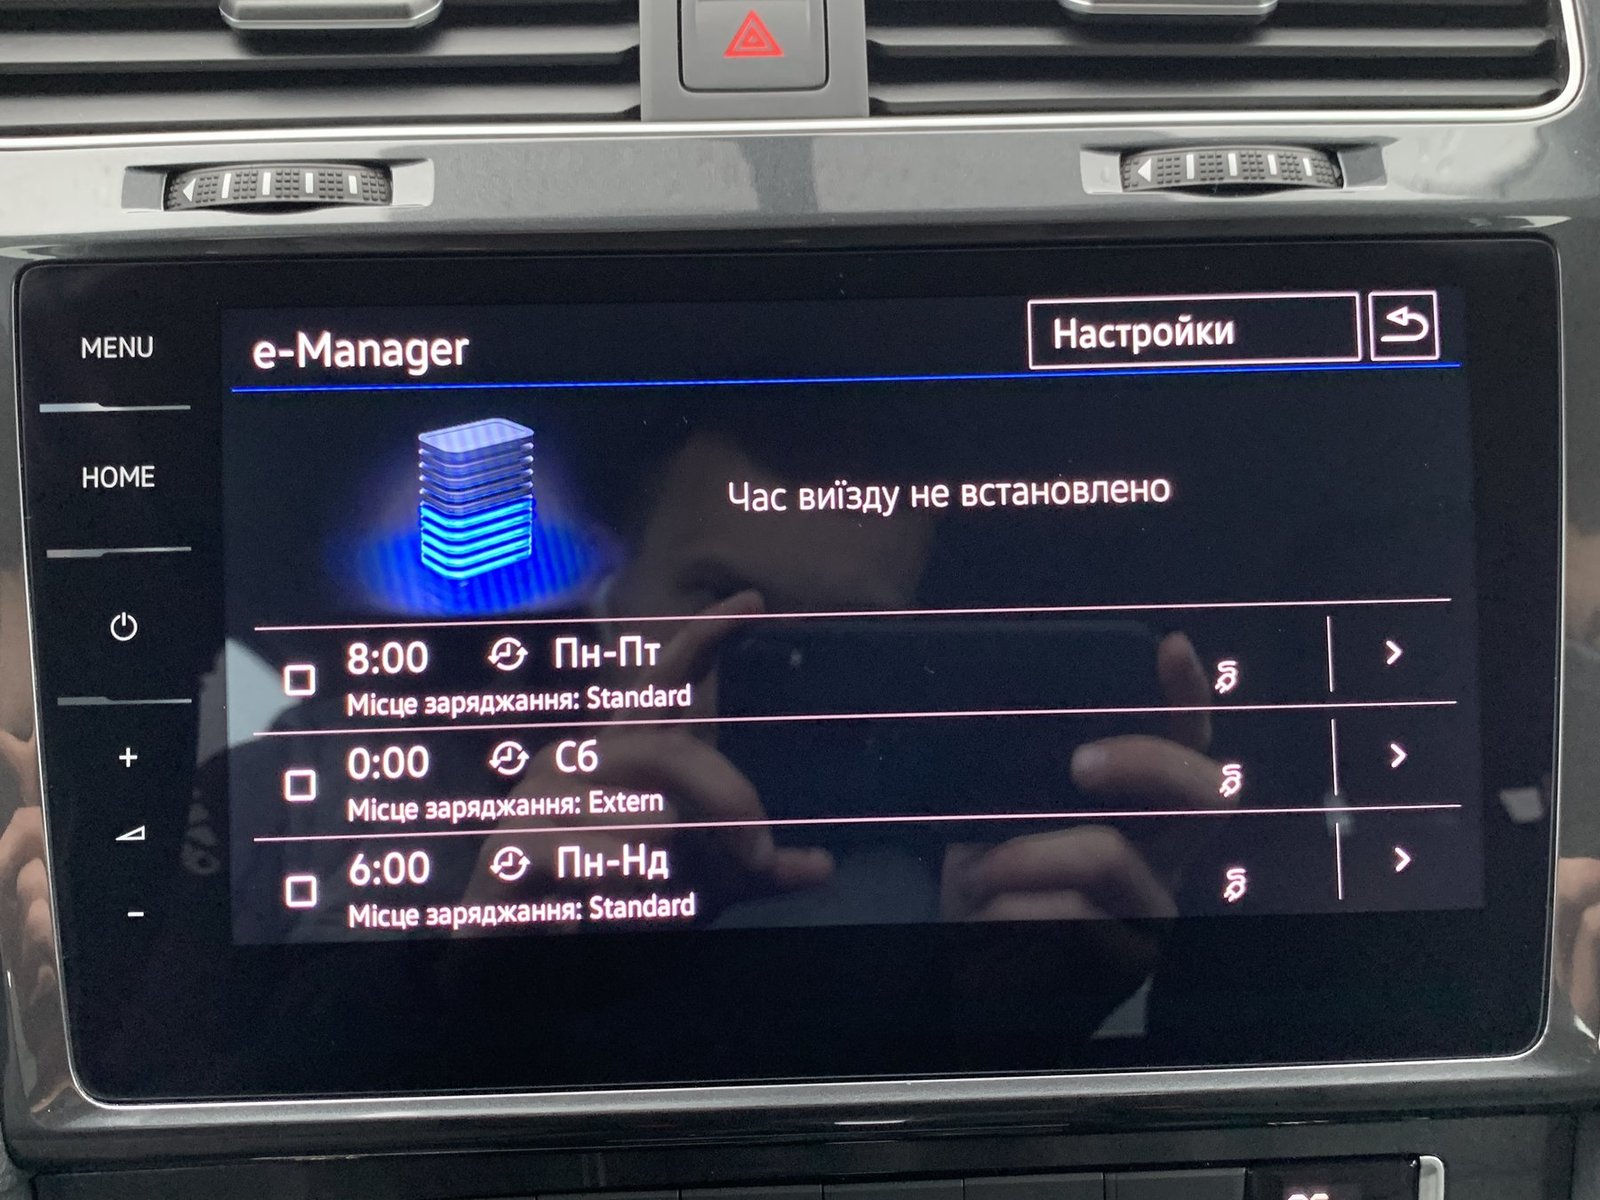 MENU
HOME
e-Manager
Настройки
Час виїзду не встановлено
8:00 Пн-Пт
Місце заряджання: Standard
0:00 Сб
Місце заряджання: Extern
6:00 Пн-Нд
Місце заряджання: Standard
+
-